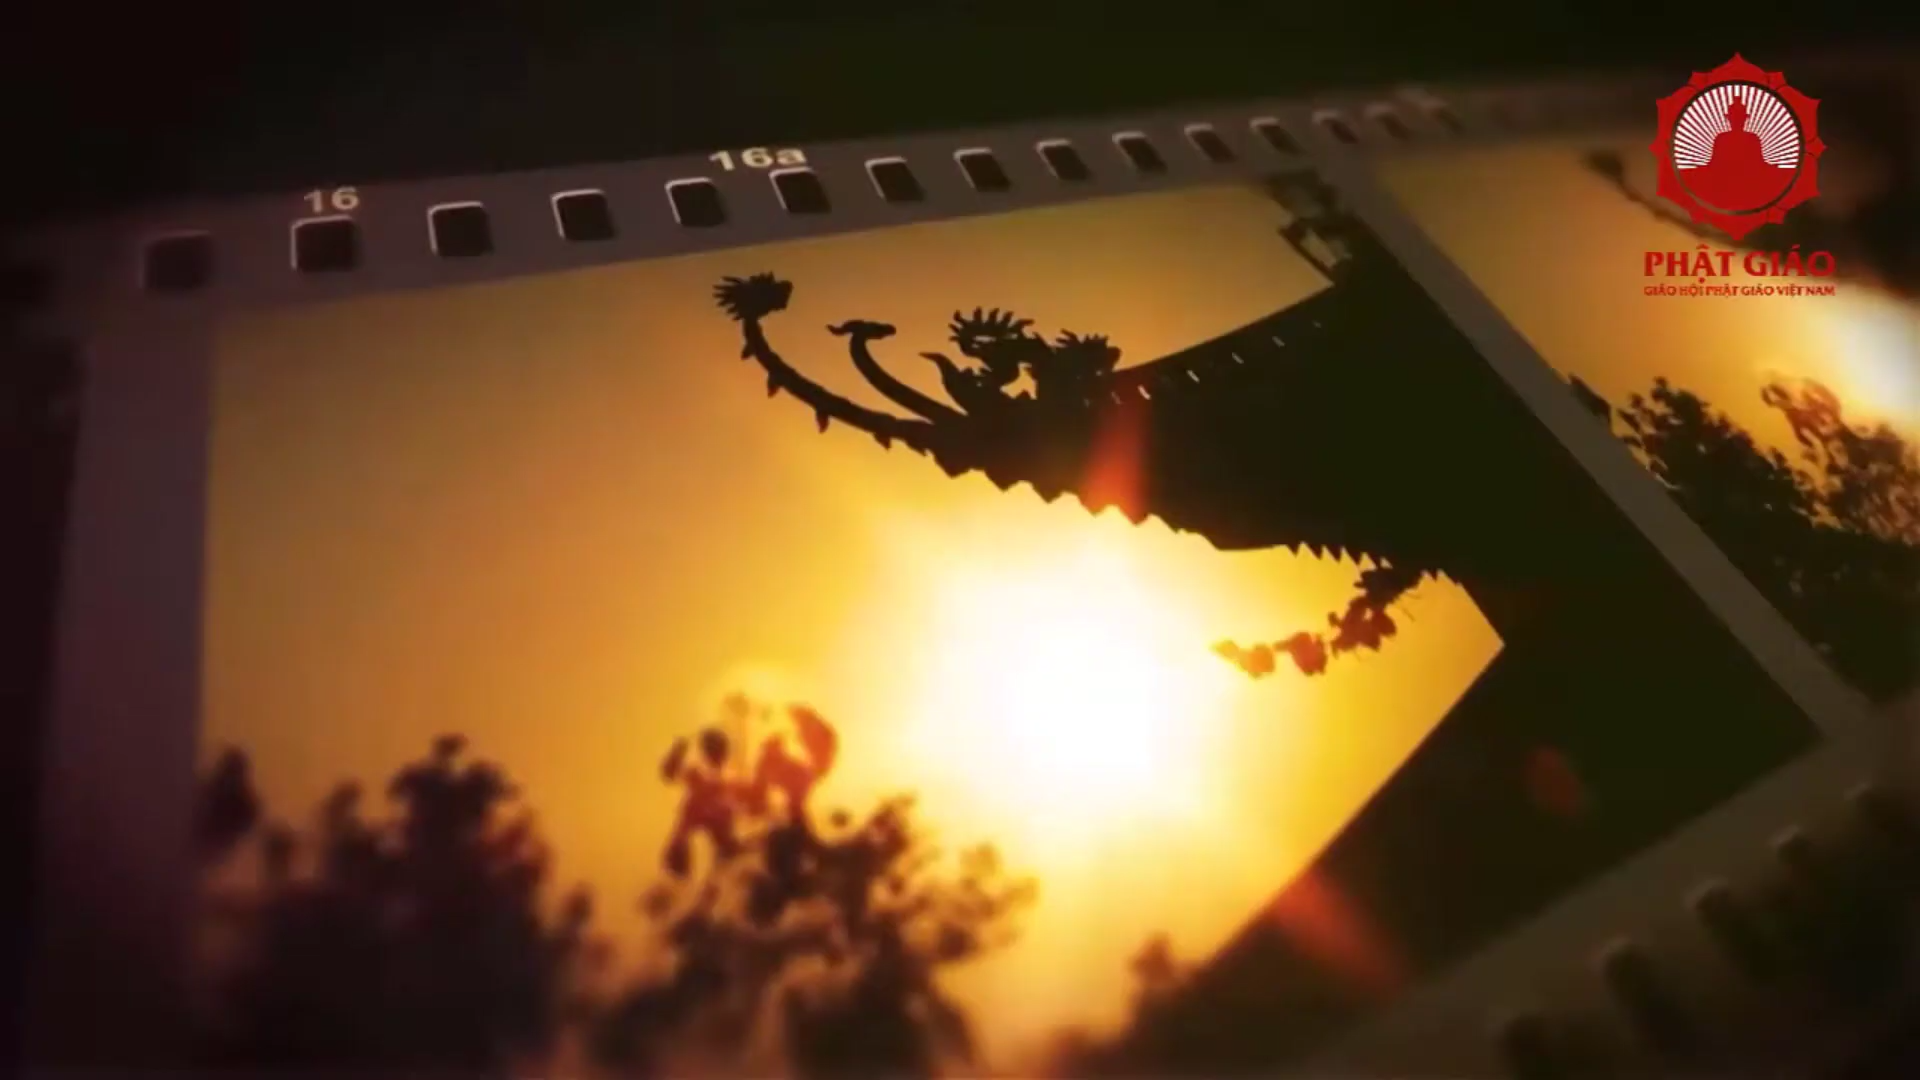 16
16a
PHẬT GIÁO
GIÁO HỘI PHẬT GIÁO VIỆT NAM